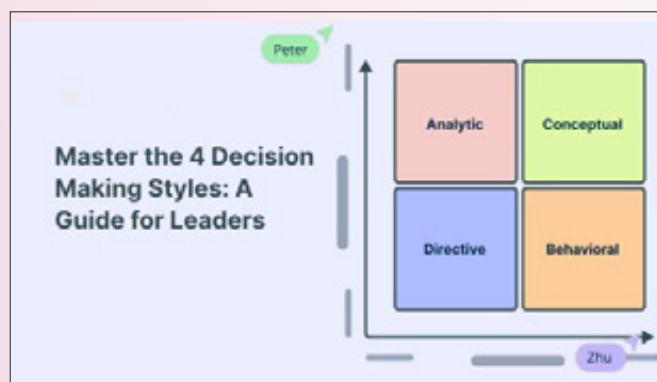 Peter
Master the 4 Decision
Making Styles: A
Guide for Leaders
Analytic
Conceptual
Directive
Behavioral
Zhu